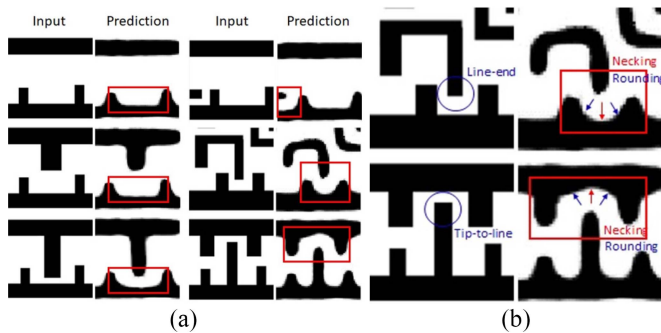 Input Prediction Input Prediction
Necking
Rounding
Line-end
Tip-to-line
Necking
Rounding
(a) (b)